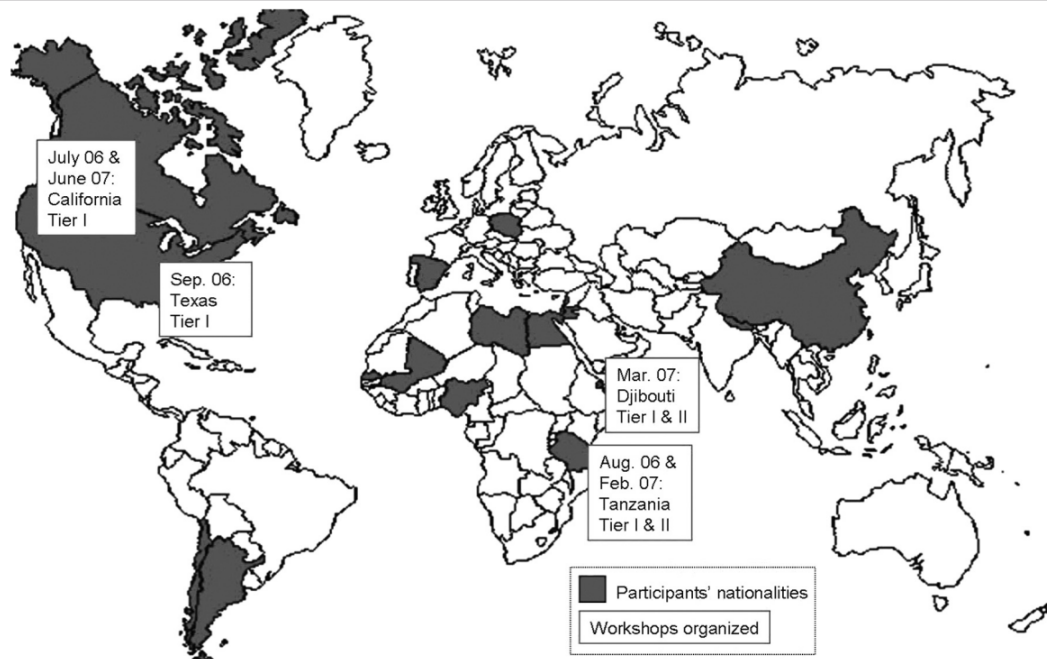 July 06 &
June 07:
California
Tier I
Sep. 06:
Texas
Tier I
Mar. 07:
Djibouti
Tier I & II
Aug. 06 &
Feb. 07:
Tanzania
Tier I & II
Participants' nationalities
Workshops organized